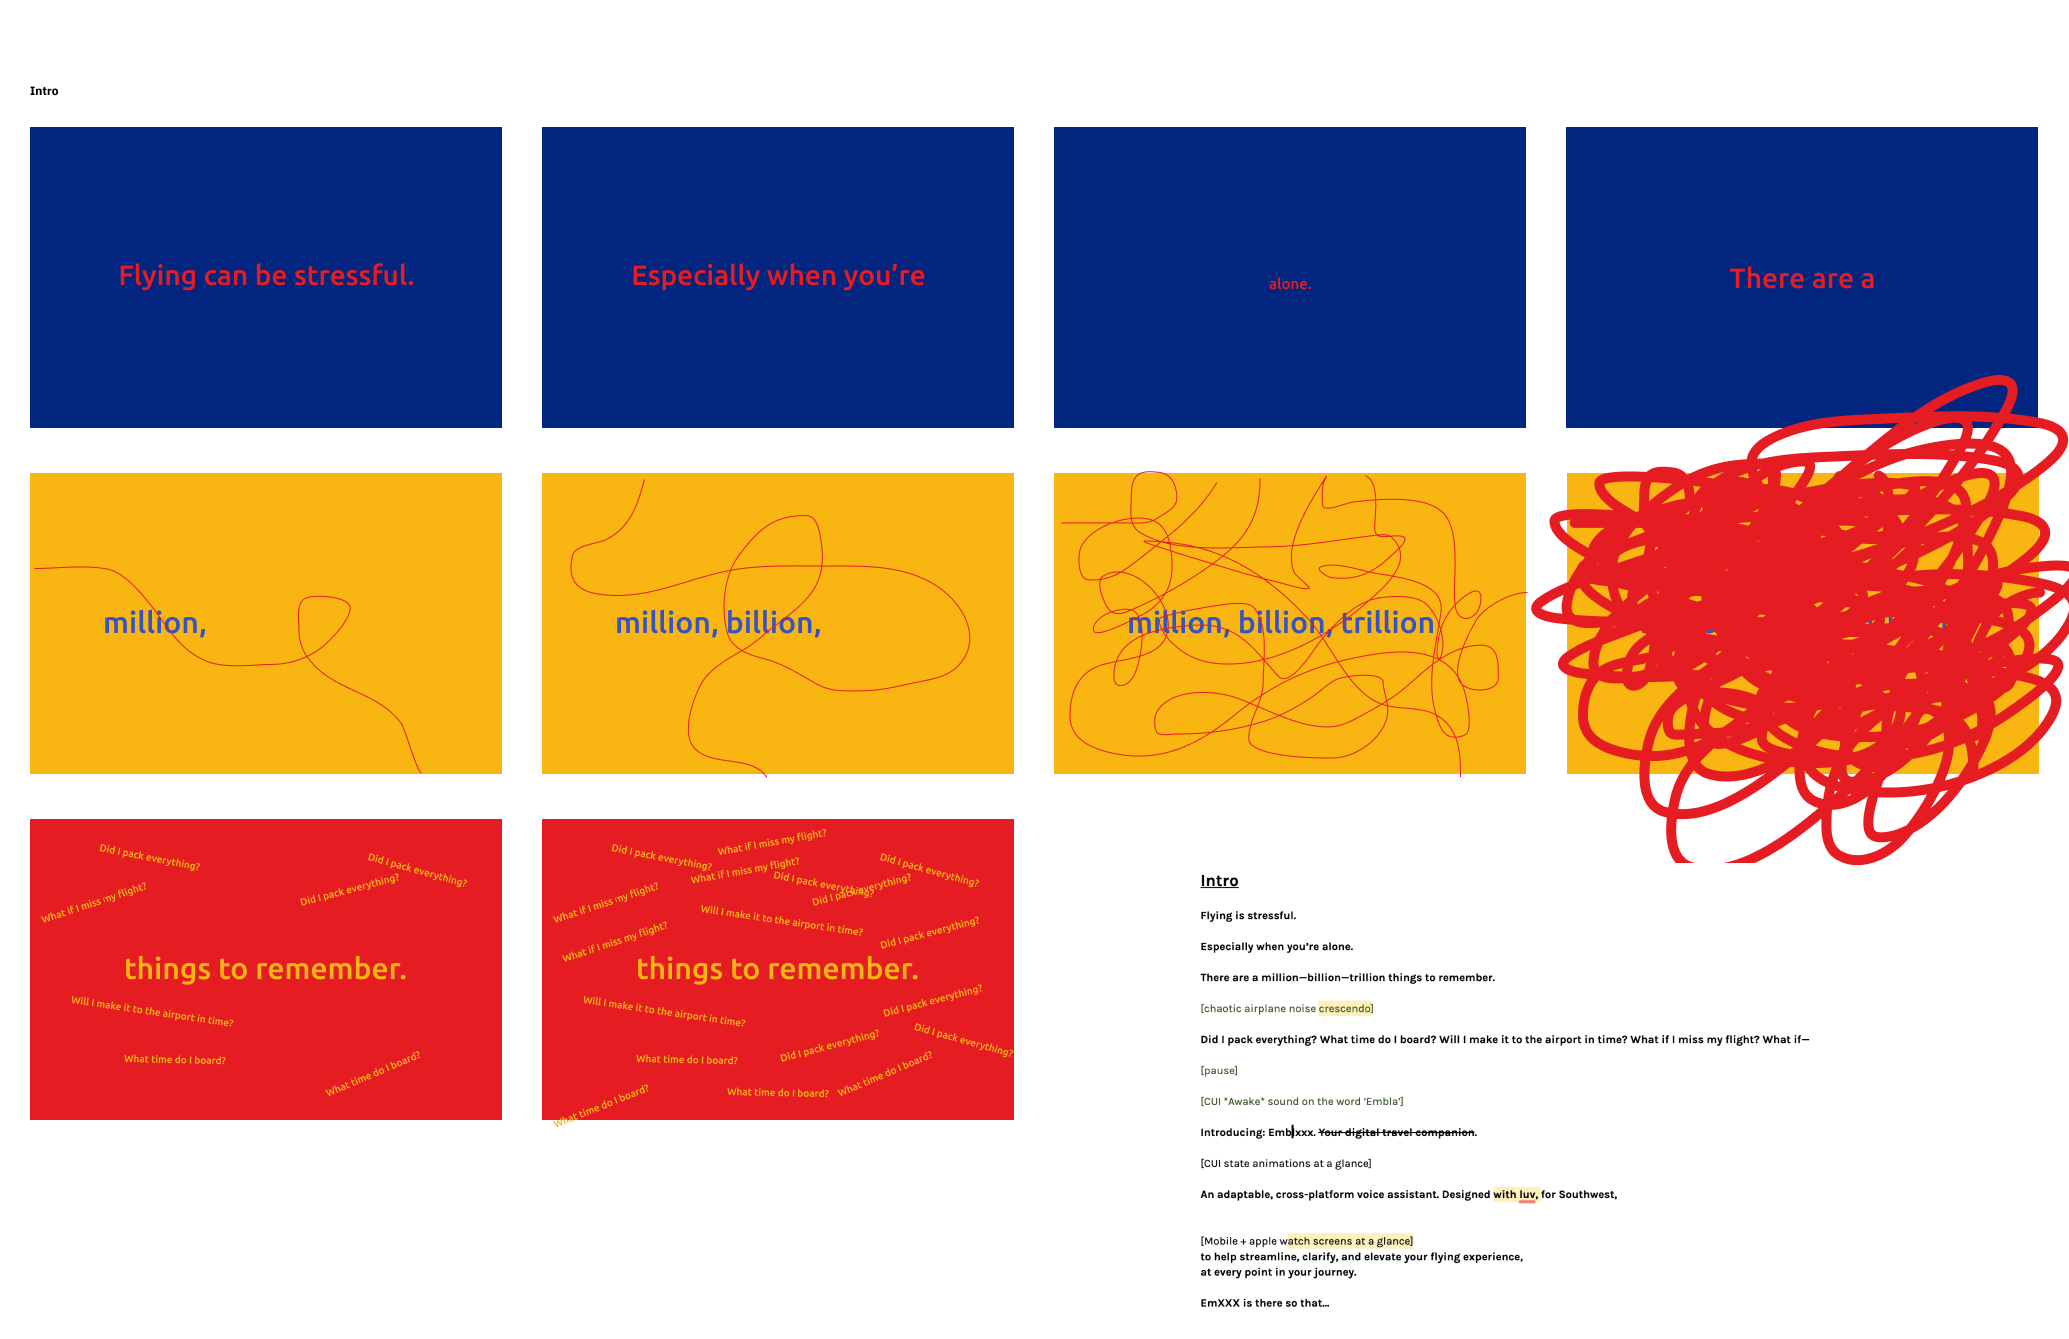 Intro
Flying can be stressful.
Especially when you’re
alone.
There are a
million,
million, billion,
million, billion, trillion
Did I pack everything?
Did I pack everything?
What if I miss my flight?
Did I pack everything?
things to remember.
Will I make it to the airport in time?
What time do I board?
What time do I board?
What if I miss my flight?
Did I pack everything?
What if I miss my flight?
Did I pack everything?
Did I pack everything?
Did I pack everything?
What if I miss my flight?
Will I make it to the airport in time?
What if I miss my flight?
Did I pack everything?
things to remember.
Will I make it to the airport in time?
Did I pack everything?
Did I pack everything?
Did I pack everything?
What time do I board?
What time do I board?
What time do I board?
What time do I board?
Intro
Flying is stressful.
Especially when you’re alone.
There are a million—billion—trillion things to remember.
[chaotic airplane noise crescendo]
Did I pack everything? What time do I board? Will I make it to the airport in time? What if I miss my flight? What if—
[pause]
[CUI *Awake* sound on the word ‘Embla’]
Introducing: Emblxxx. Your digital travel companion.
[CUI state animations at a glance]
An adaptable, cross-platform voice assistant. Designed with luv, for Southwest,
[Mobile + apple watch screens at a glance]
to help streamline, clarify, and elevate your flying experience,
at every point in your journey.
EmXXX is there so that...